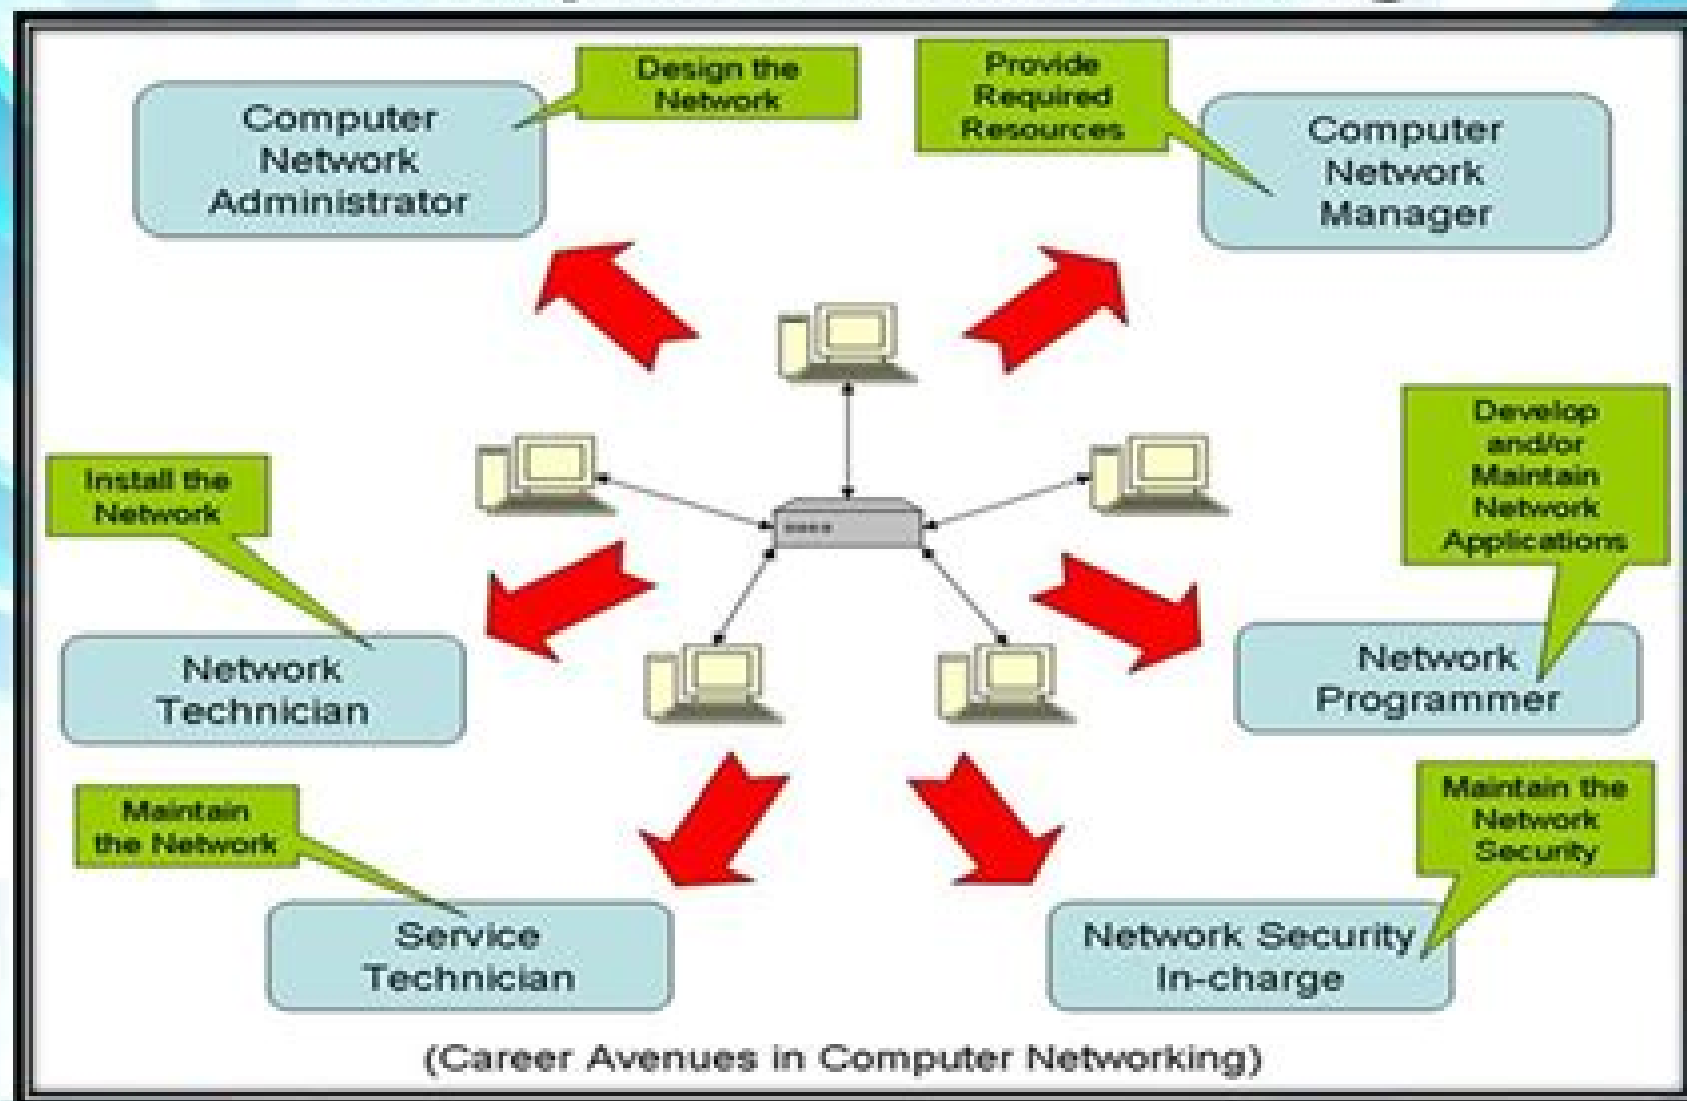 Design the
Network
Computer
Network
Administrator
Provide
Required
Resources
Computer
Network
Manager
Install the
Network
Network
Technician
Develop
and/or
Maintain
Network
Applications
Network
Programmer
Maintain
the Network
Service
Technician
Maintain the
Network
Security
Network Security
In-charge
(Career Avenues in Computer Networking)